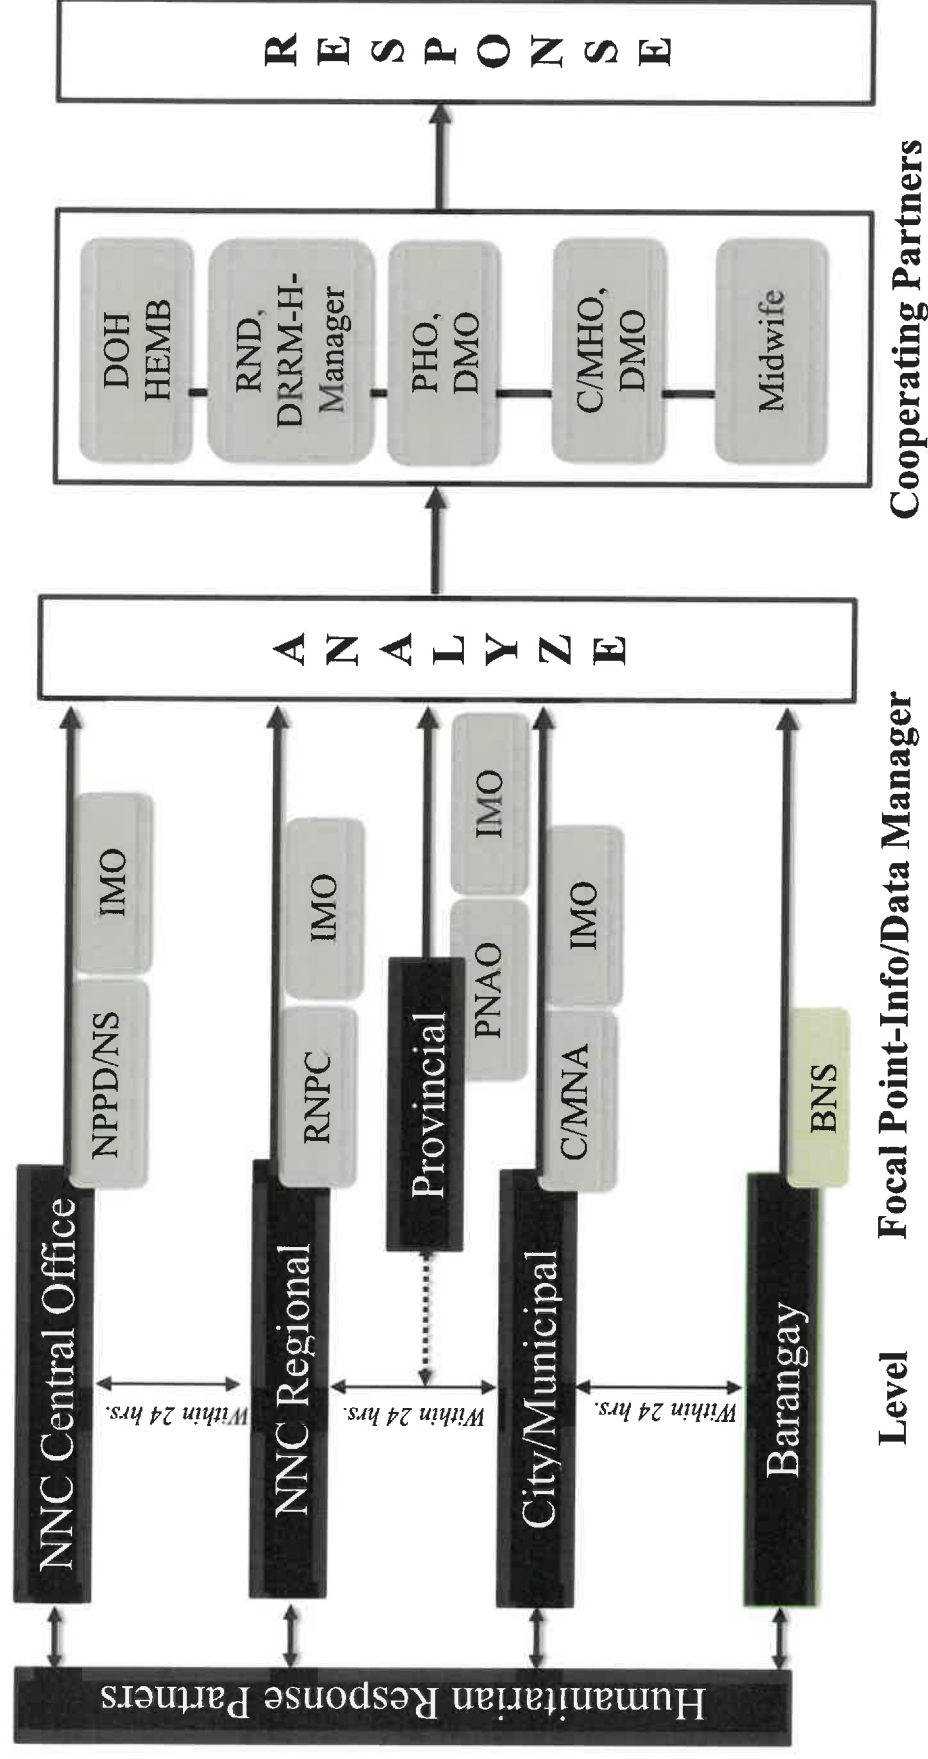 Humanitarian Response Partners
NNC Central Office
NPPD/NS
IMO
Within 24 hrs.
NNC Regional
RNPC
IMO
Within 24 hrs.
Provincial
PNAO
IMO
City/Municipal
C/MNA
IMO
Within 24 hrs.
Barangay
BNS
Level
Focal Point-Info/Data Manager
A
N
A
L
Y
Z
E
DOH
HEMB
RND,
DRRM-H-
Manager
PHO,
DMO
C/MHO,
DMO
Midwife
Cooperating Partners
R
E
S
P
O
N
S
E